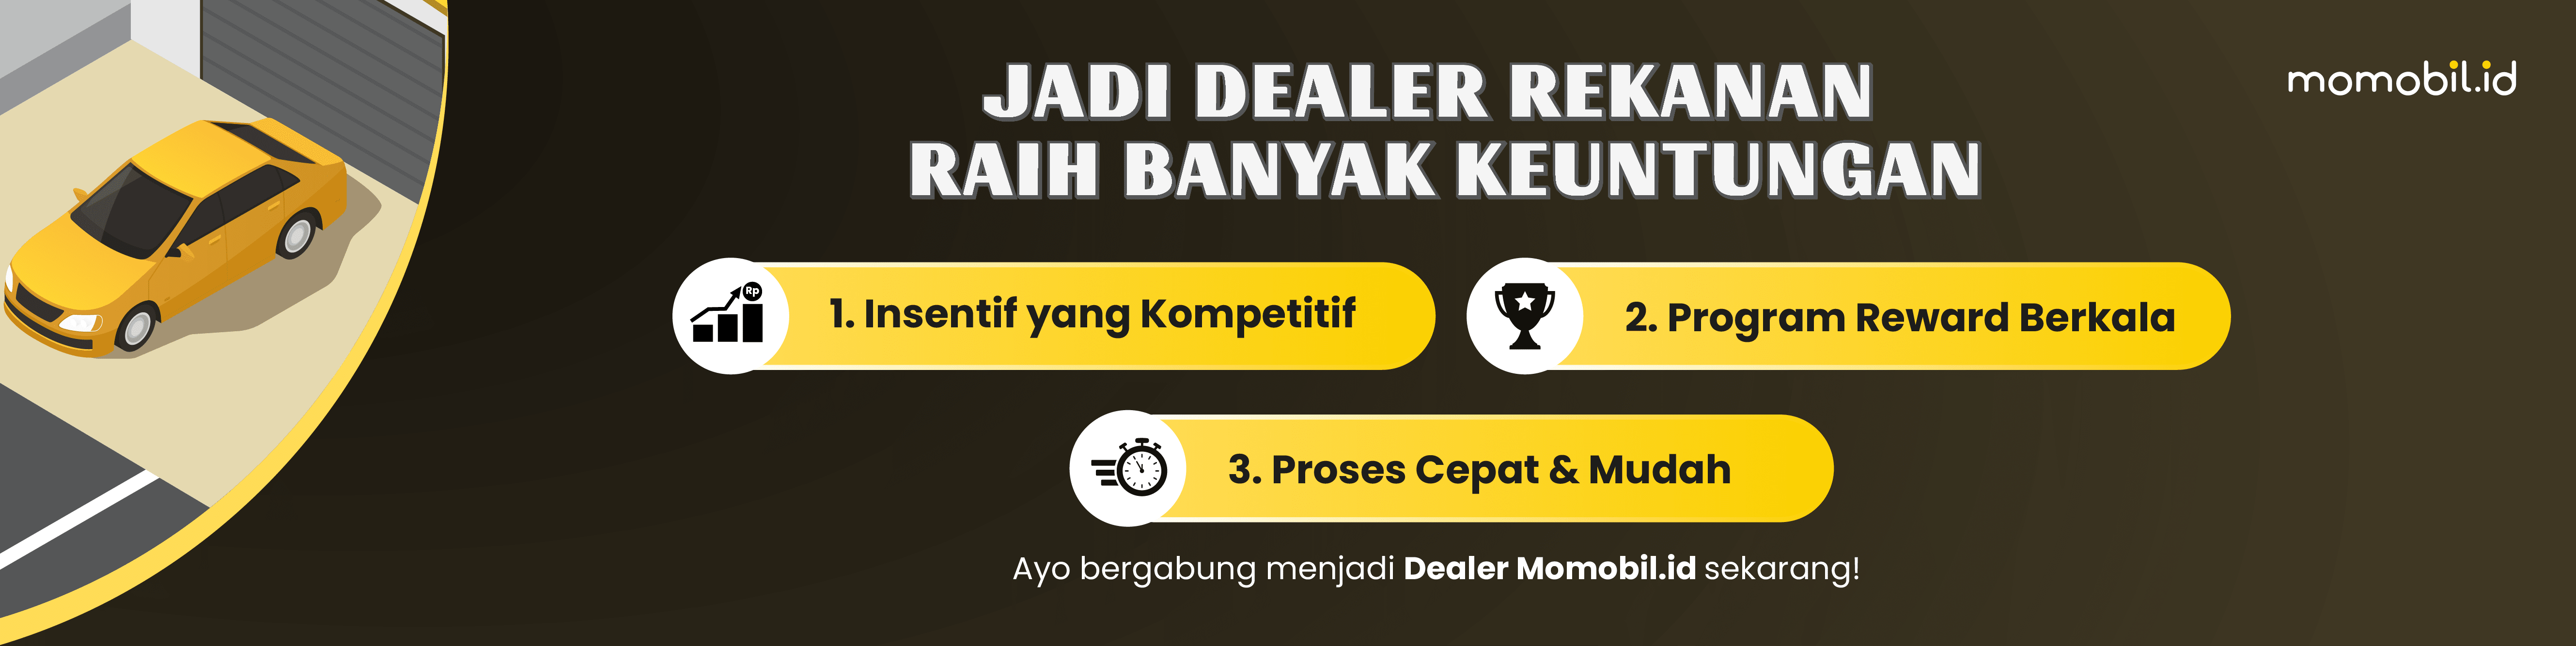 JADI DEALER REKANAN
RAIH BANYAK KEUNTUNGAN
momobil.id
Rp
1. Insentif yang Kompetitif
2. Program Reward Berkala
3. Proses Cepat & Mudah
Ayo bergabung menjadi Dealer Momobil.id sekarang!